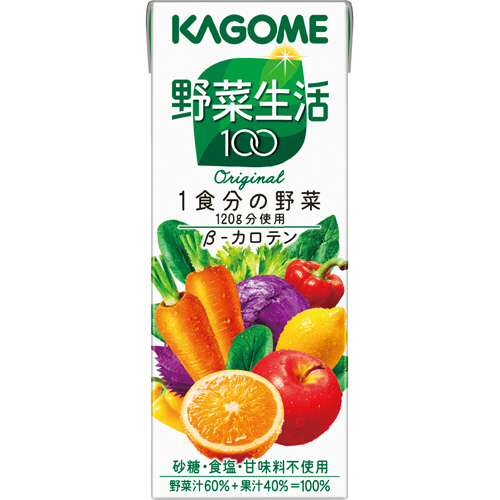 KAGOME
野菜生活
100
Original
1食分の野菜
120g分使用
β-カロテン
砂糖・食塩・甘味料不使用
野菜汁60%+果汁40%=100%